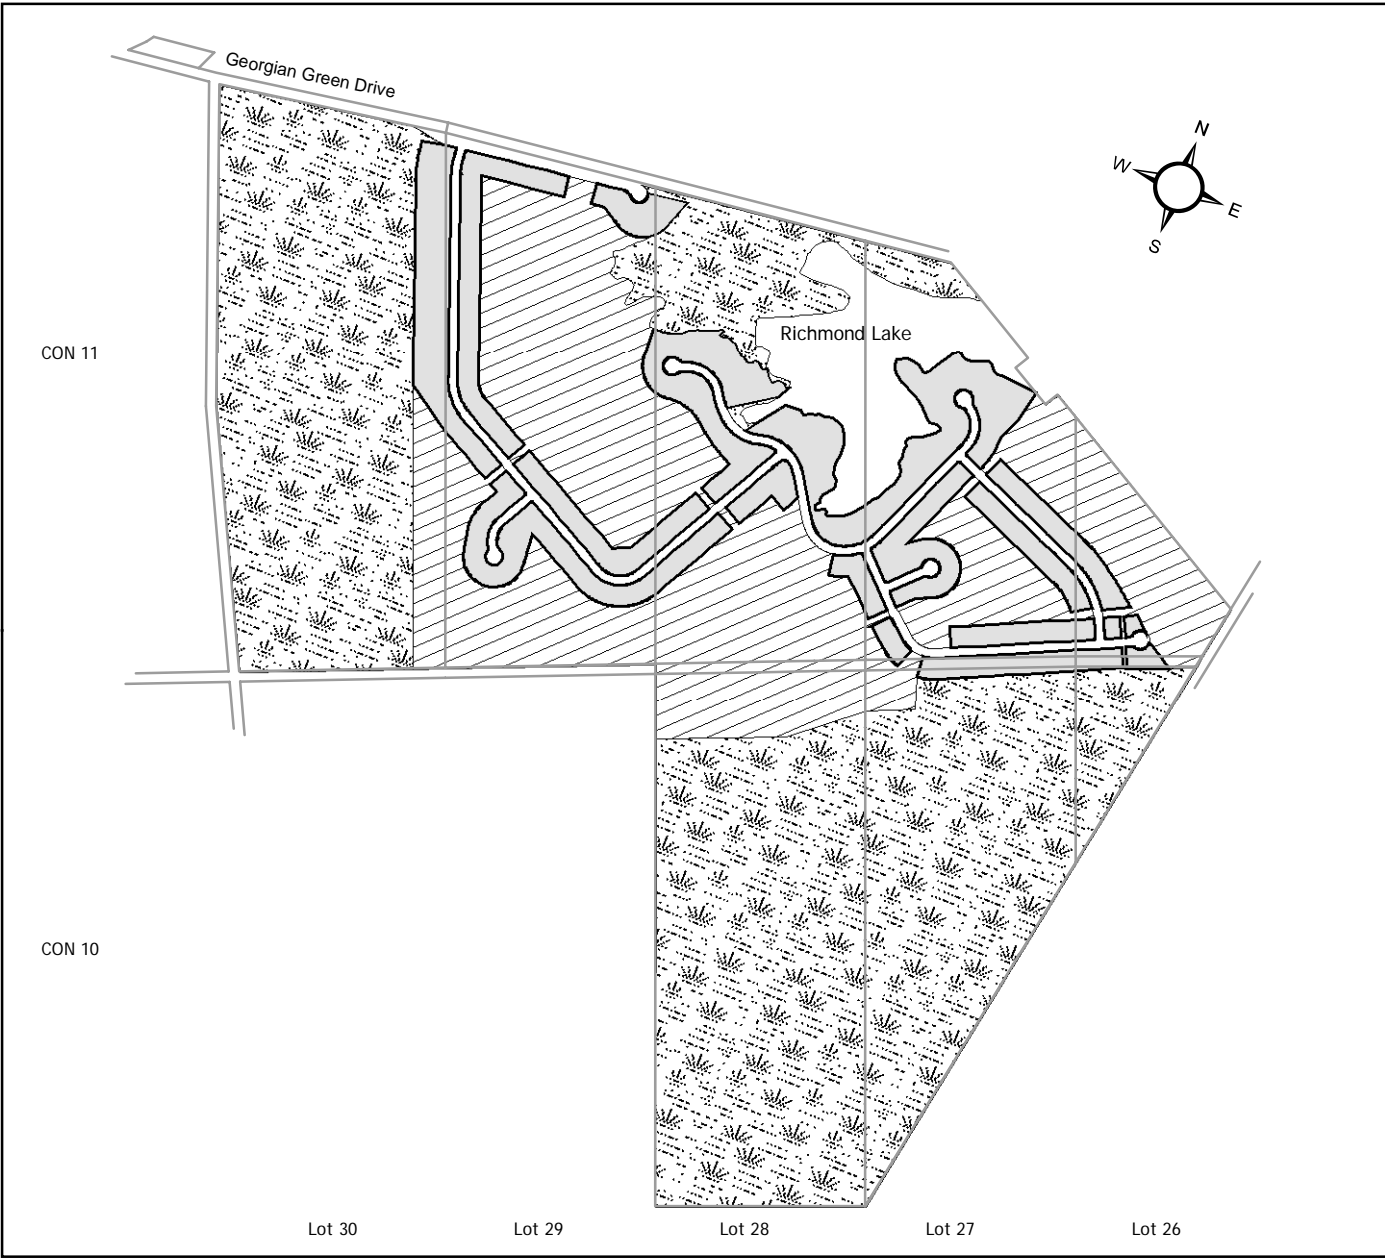 Georgian Green Drive
N
W
E
S
Richmond Lake
CON 11
CON 10
Lot 30
Lot 29
Lot 28
Lot 27
Lot 26